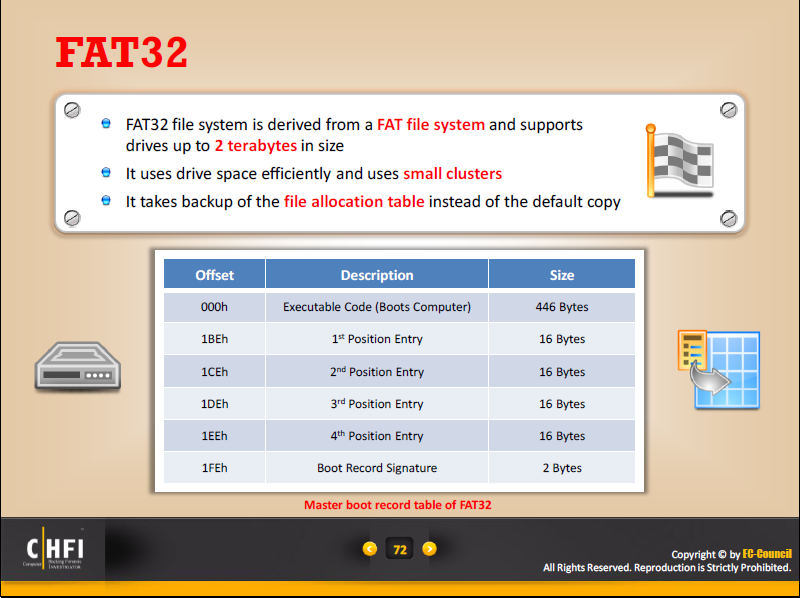 FAT32
FAT32 file system is derived from a FAT file system and supports
drives up to 2 terabytes in size
It uses drive space efficiently and uses small clusters
It takes backup of the file allocation table instead of the default copy
Offset Description Size
000h Executable Code (Boots Computer) 446 Bytes
1BEh 1st Position Entry 16 Bytes
1CEh 2nd Position Entry 16 Bytes
1DEh 3rd Position Entry 16 Bytes
1EEh 4th Position Entry 16 Bytes
1FEh Boot Record Signature 2 Bytes
Master boot record table of FAT32
CHFI
Computer Hacking Forensic
INVESTIGATOR
72
Copyright © by EC-Council
All Rights Reserved. Reproduction is Strictly Prohibited.